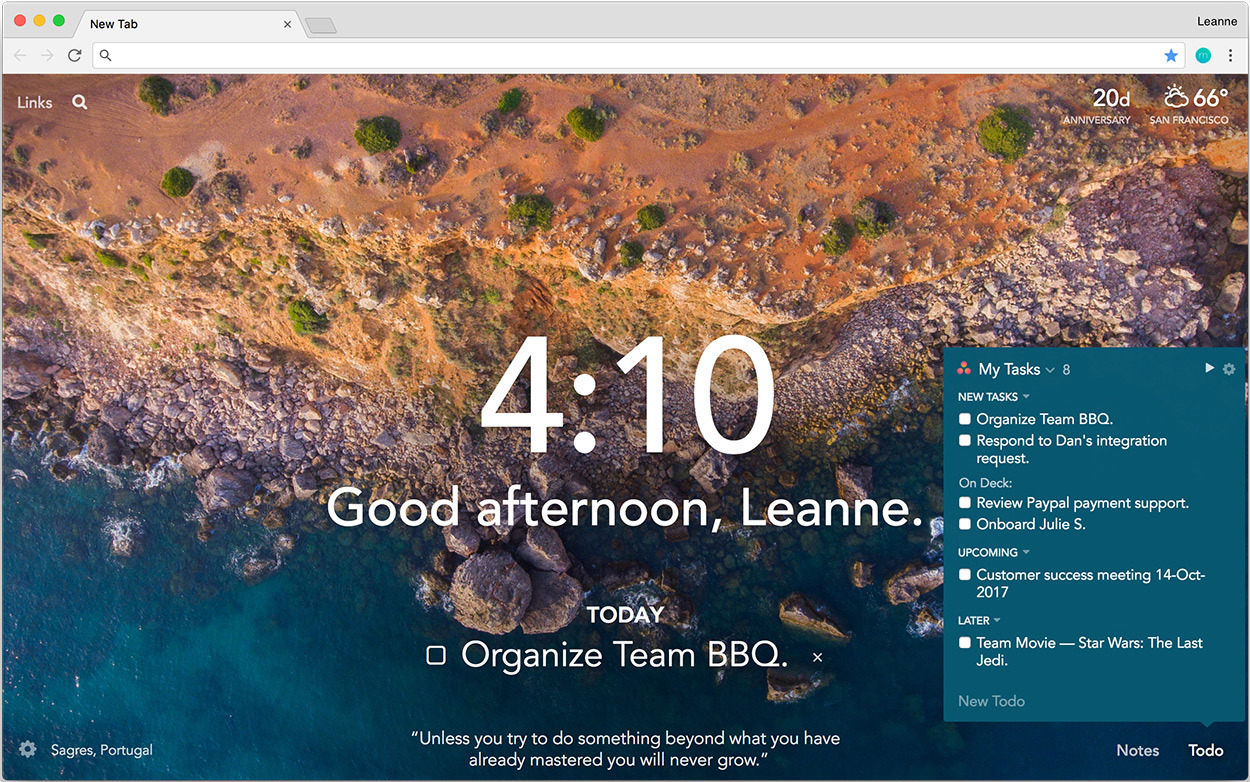 New Tab
Leanne
Links
20d
ANNIVERSARY
66°
SAN FRANCISCO
4:10
Good afternoon, Leanne.
TODAY
Organize Team BBQ.
“Unless you try to do something beyond what you have
already mastered you will never grow.”
My Tasks 8
NEW TASKS
Organize Team BBQ.
Respond to Dan's integration
request.
On Deck:
Review Paypal payment support.
Onboard Julie S.
UPCOMING
Customer success meeting 14-Oct-
2017
LATER
Team Movie — Star Wars: The Last
Jedi.
New Todo
Sagres, Portugal
Notes
Todo